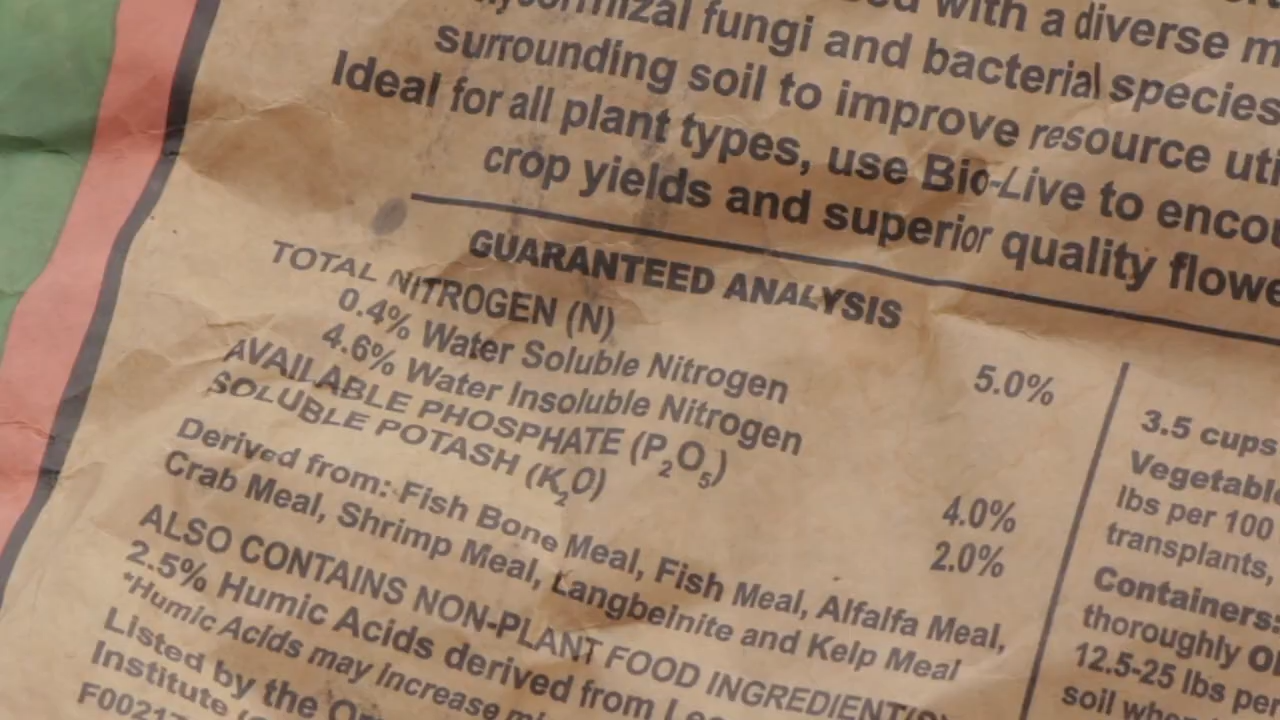 with a diverse
fungi and bacterial species
surrounding soil to improve resource
Ideal for all plant types, use Bio-Live to
crop yields and superior quality
GUARANTEED ANALYSIS
TOTAL NITROGEN (N) 5.0%
0.4% Water Soluble Nitrogen
4.6% Water Insoluble Nitrogen
AVAILABLE PHOSPHATE (P2O5) 4.0%
SOLUBLE POTASH (K2O) 2.0%
Derived from: Fish Bone Meal, Fish Meal, Alfalfa Meal,
Crab Meal, Shrimp Meal, Langbeinite and Kelp Meal
ALSO CONTAINS NON-PLANT FOOD INGREDIENT(S)
2.5% Humic Acids derived from
*Humic Acids may increase
Listed by the
Institute
3.5 cups
lbs per 100
transplants,
Containers:
thoroughly
12.5-25 lbs per
soil